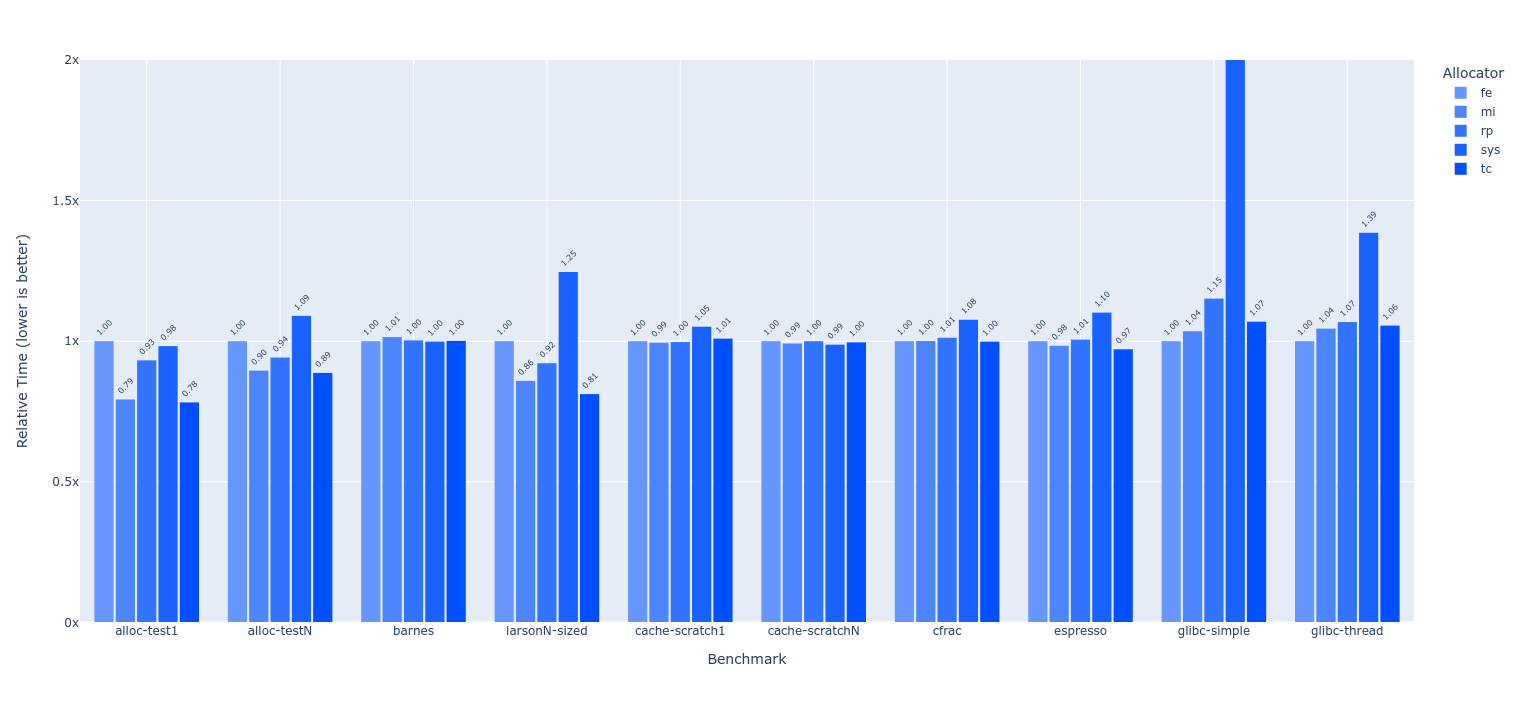 2x
1.5x
1x
0.5x
0x
Relative Time (lower is better)
1.00 0.79 0.93 0.98 0.78
1.00 0.90 0.94 1.09 0.89
1.00 1.01 1.00 1.00 1.00
1.00 0.86 0.92 1.25 0.81
1.00 0.99 1.00 1.05 1.01
1.00 0.99 1.00 0.99 1.00
1.00 1.00 1.01 1.08 1.00
1.00 0.98 1.01 1.10 0.97
1.00 1.04 1.15 1.07
1.00 1.04 1.07 1.39 1.06
alloc-test1 alloc-testN barnes larsonN-sized cache-scratch1 cache-scratchN cfrac espresso glibc-simple glibc-thread
Benchmark
Allocator
fe
mi
rp
sys
tc